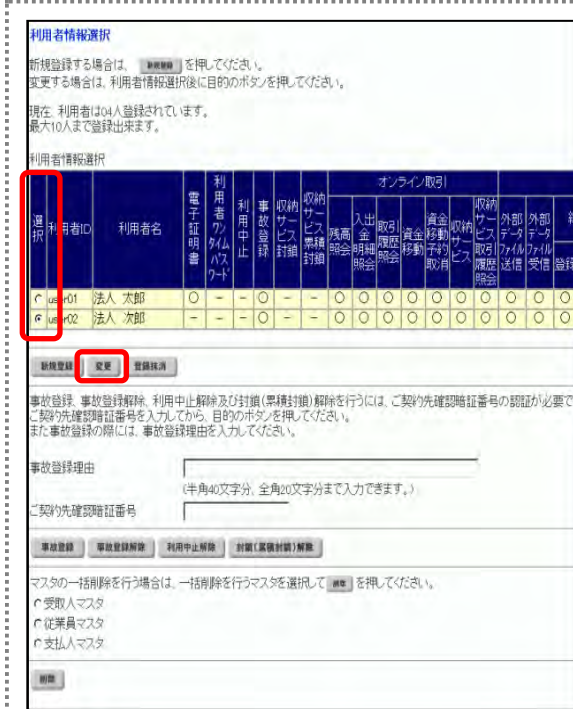 利用者情報選択
新規登録する場合は、 新規登録 を押してください。
変更する場合は、利用者情報選択後に目的のボタンを押してください。
現在、利用者は04人登録されています。
最大10人まで登録出来ます。
利用者情報選択
選択 利用者ID 利用者名 電子証明書 利用者ワンタイムパスワード 利用中止 事故登録 収納サービス封鎖 収納サービス累積封鎖 オンライン取引
残高照会 入出金明細照会 取引履歴照会 資金移動 資金移動予約取消 収納サービス 収納サービス取引履歴照会 外部データファイル送信 外部データファイル受信 登録
user01 法人 太郎 ○ － － ○ － － ○ ○ ○ ○ ○ ○ ○ ○ ○ ○
user02 法人 次郎 － － － ○ － － ○ ○ ○ ○ ○ ○ ○ ○ ○ ○
新規登録 変更 登録抹消
事故登録、事故登録解除、利用中止解除及び封鎖(累積封鎖)解除を行うには、ご契約先確認暗証番号の認証が必要で
ご契約先確認暗証番号を入力してから、目的のボタンを押してください。
また事故登録の際には、事故登録理由を入力してください。
事故登録理由
(半角40文字分、全角20文字分まで入力できます。)
ご契約先確認暗証番号
事故登録 事故登録解除 利用中止解除 封鎖(累積封鎖)解除
マスタの一括削除を行う場合は、一括削除を行うマスタを選択して 削除 を押してください。
受取人マスタ
従業員マスタ
支払人マスタ
削除